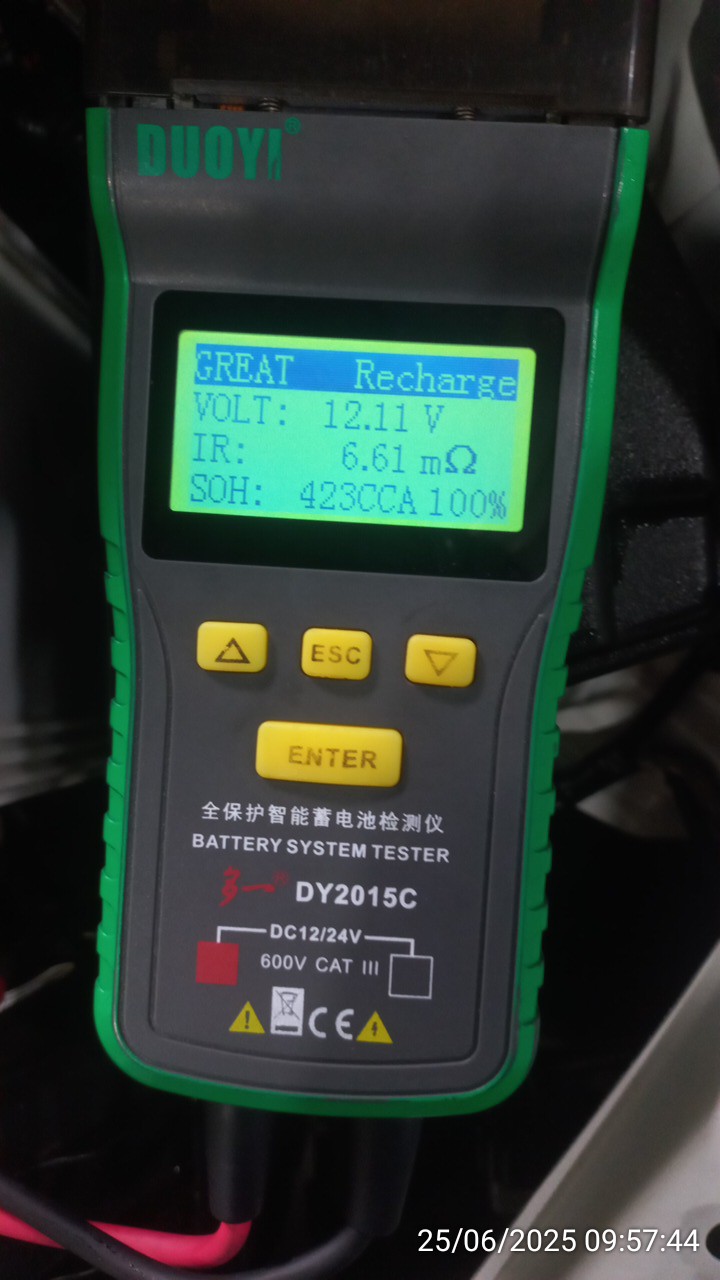 DUOYI®
GREAT Recharge
VOLT: 12.11 V
IR: 6.61 mΩ
SOH: 423CCA 100%
ESC
ENTER
全保护智能蓄电池检测仪
BATTERY SYSTEM TESTER
多一 DY2015C
DC12/24V
600V CAT III
CE
25/06/2025 09:57:44